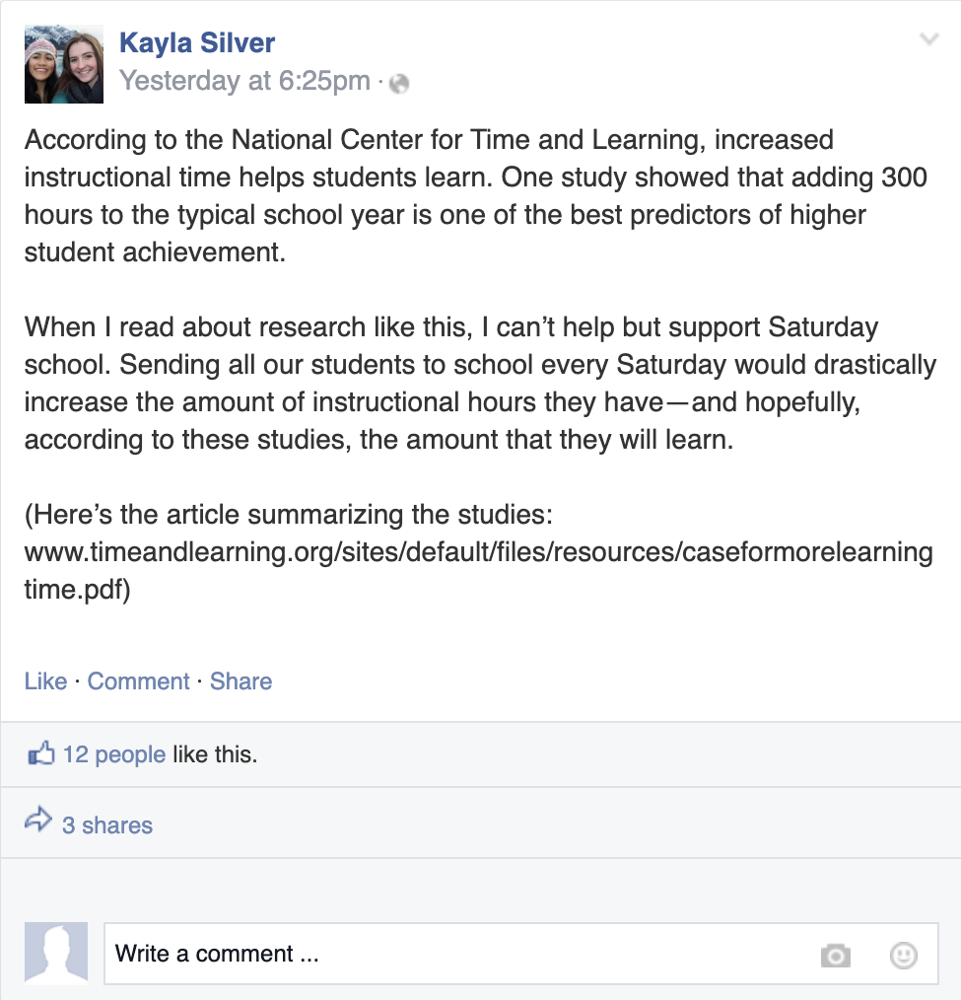 Kayla Silver
Yesterday at 6:25pm ·
According to the National Center for Time and Learning, increased
instructional time helps students learn. One study showed that adding 300
hours to the typical school year is one of the best predictors of higher
student achievement.
When I read about research like this, I can’t help but support Saturday
school. Sending all our students to school every Saturday would drastically
increase the amount of instructional hours they have—and hopefully,
according to these studies, the amount that they will learn.
(Here’s the article summarizing the studies:
www.timeandlearning.org/sites/default/files/resources/caseformorelearning
time.pdf)
Like · Comment · Share
12 people like this.
3 shares
Write a comment ...